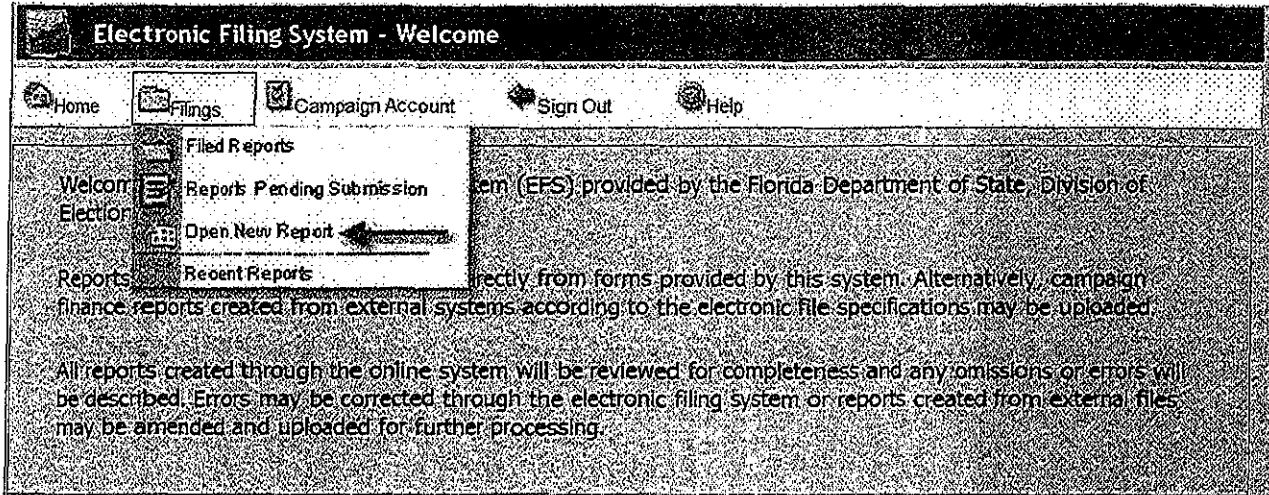 Electronic Filing System - Welcome
Home Filings Campaign Account Sign Out Help
Filed Reports
Reports Pending Submission
Open New Report
Recent Reports
Welcom em (EFS) provided by the Florida Department of State, Division of
Election
Reports rectly from forms provided by this system. Alternatively, campaign
finance reports created from external systems according to the electronic file specifications may be uploaded.
All reports created through the online system will be reviewed for completeness and any omissions or errors will
be described. Errors may be corrected through the electronic filing system or reports created from external files
may be amended and uploaded for further processing.